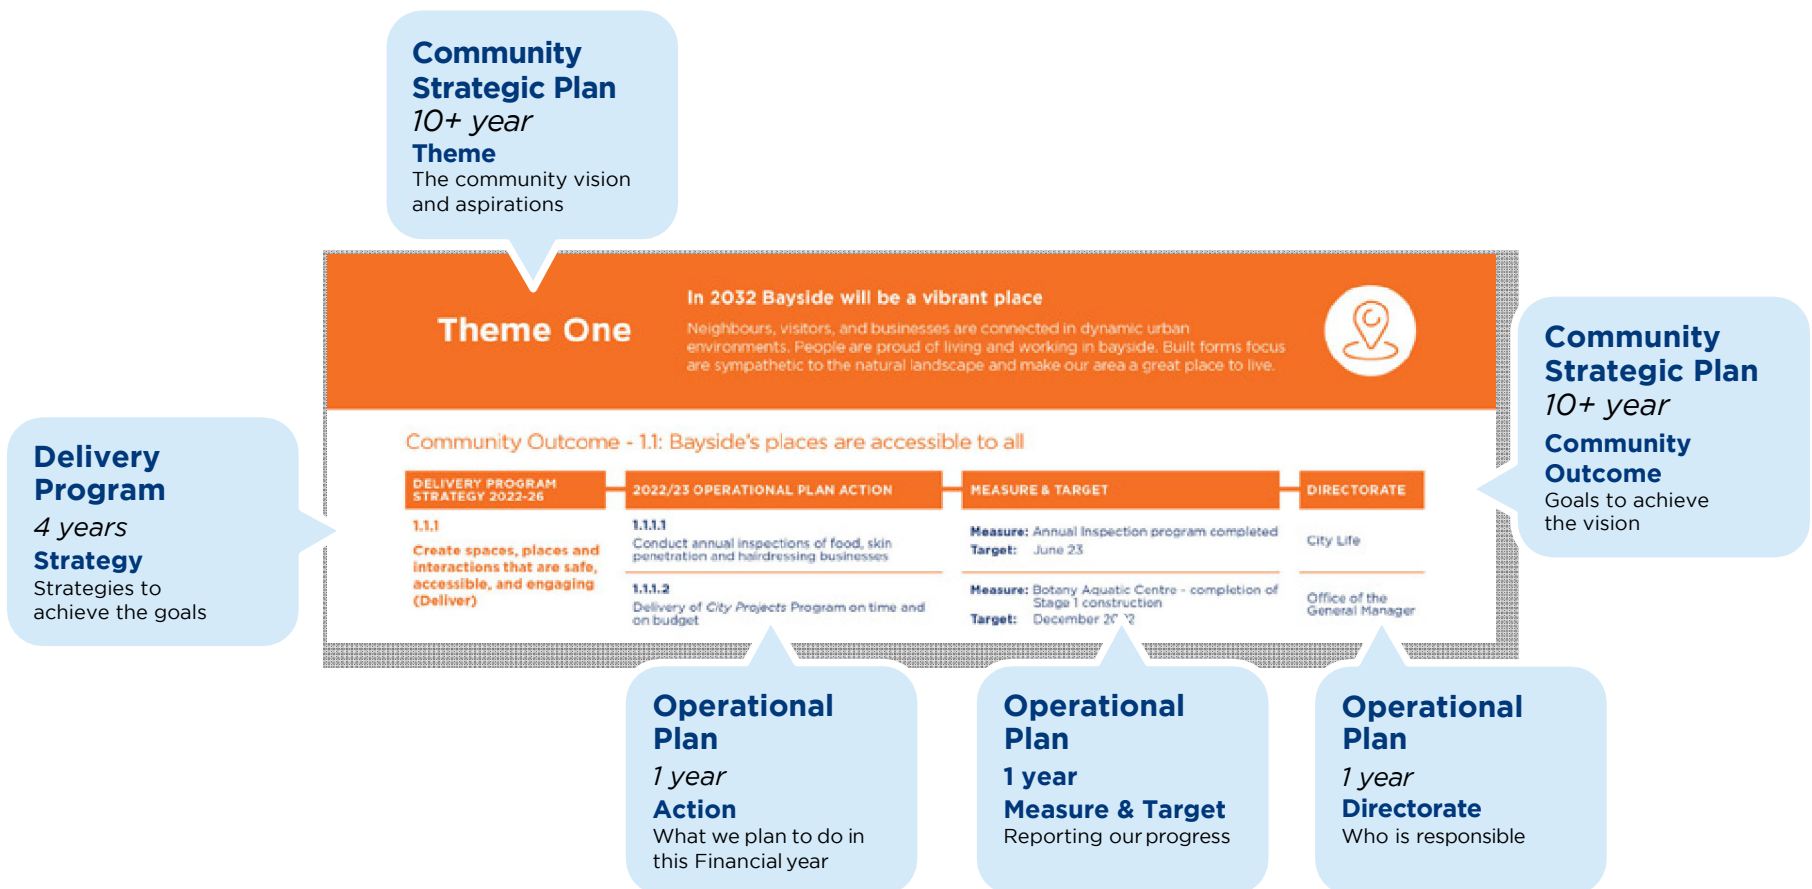 Community
Strategic Plan
10+ year
Theme
The community vision
and aspirations
Theme One
In 2032 Bayside will be a vibrant place
Neighbours, visitors, and businesses are connected in dynamic urban
environments. People are proud of living and working in bayside. Built forms focus
are sympathetic to the natural landscape and make our area a great place to live.
Community
Strategic Plan
10+ year
Community
Outcome
Goals to achieve
the vision
Delivery
Program
4 years
Strategy
Strategies to
achieve the goals
Community Outcome - 1.1: Bayside's places are accessible to all
DELIVERY PROGRAM
STRATEGY 2022-26
2022/23 OPERATIONAL PLAN ACTION
MEASURE & TARGET
DIRECTORATE
1.1.1
Create spaces, places and
interactions that are safe,
accessible, and engaging
(Deliver)
1.1.1.1
Conduct annual inspections of food, skin
penetration and hairdressing businesses
Measure: Annual Inspection program completed
Target: June 23
City Life
1.1.1.2
Delivery of City Projects Program on time and
on budget
Measure: Botany Aquatic Centre - completion of
Stage 1 construction
Target: December
Office of the
General Manager
Operational
Plan
1 year
Action
What we plan to do in
this Financial year
Operational
Plan
1 year
Measure & Target
Reporting our progress
Operational
Plan
1 year
Directorate
Who is responsible